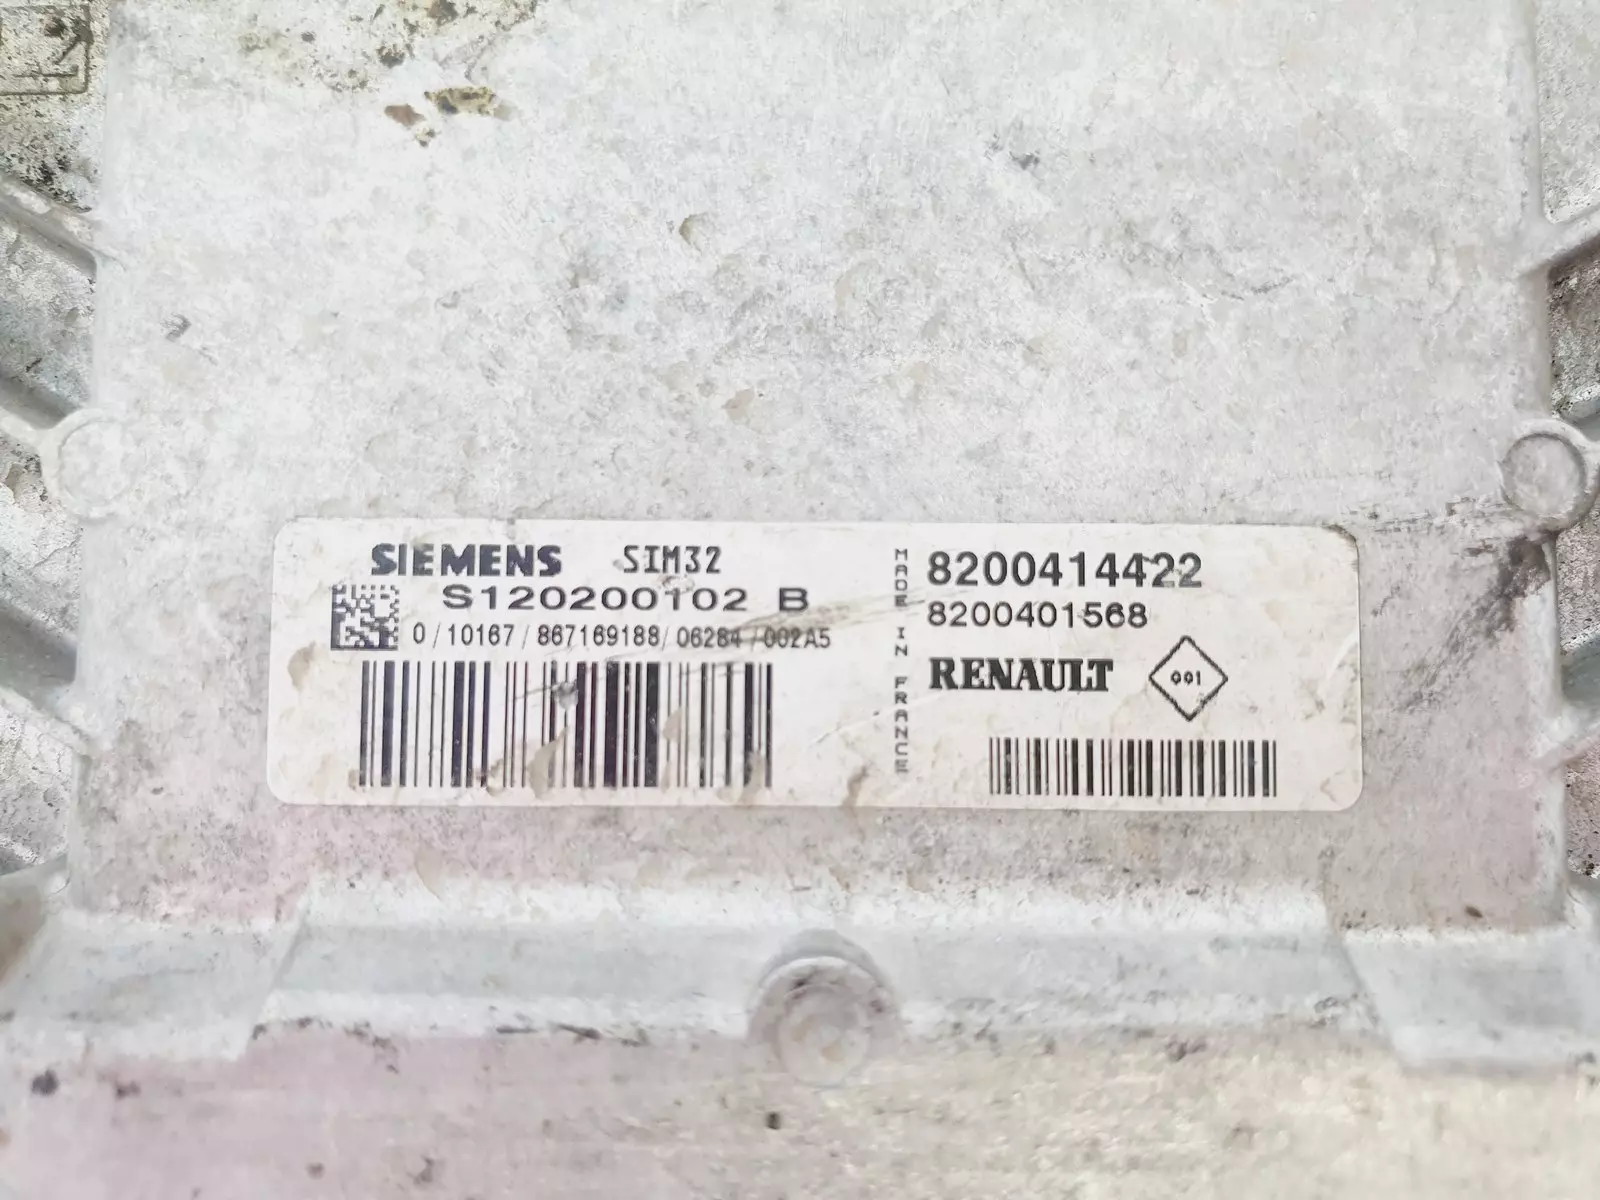 SIEMENS SIM32
S120200102 B
0/10167/867169188/06284/002A5
MADE IN FRANCE
8200414422
8200401568
RENAULT 001